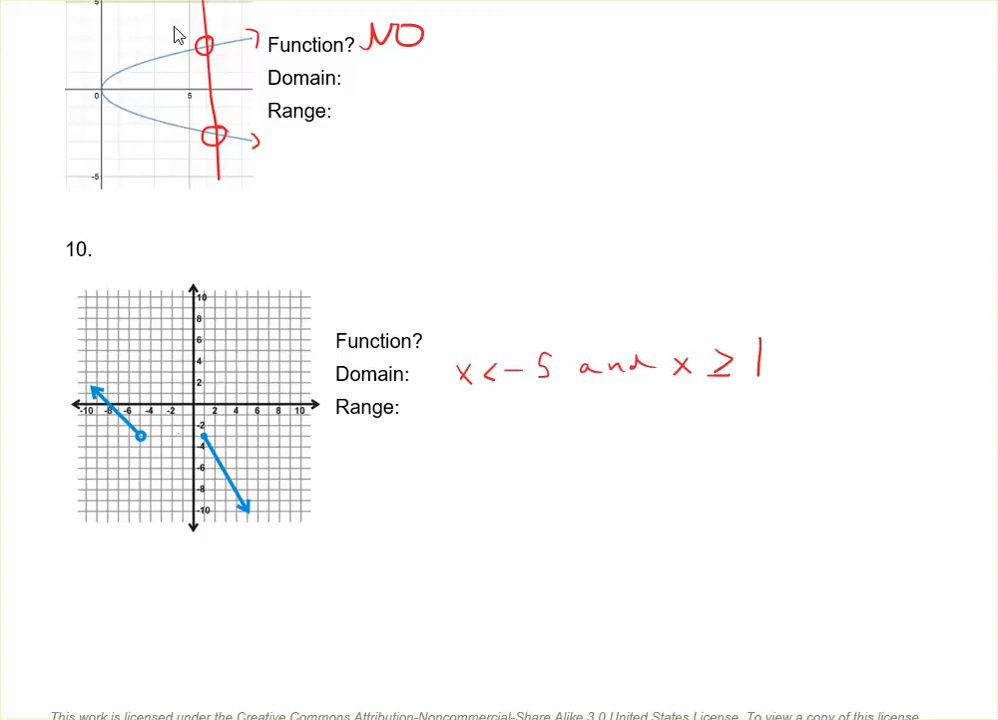 5
Function? NO
Domain:
0 5
Range:
-5
10.
10
8
6
4
2
-10 -8 -6 -4 -2 2 4 6 8 10
-2
-4
-6
-8
-10
Function?
Domain: x < -5 and x ≥ 1
Range:
This work is licensed under the Creative Commons Attribution-Noncommercial-Share Alike 3.0 United States License. To view a copy of this license,